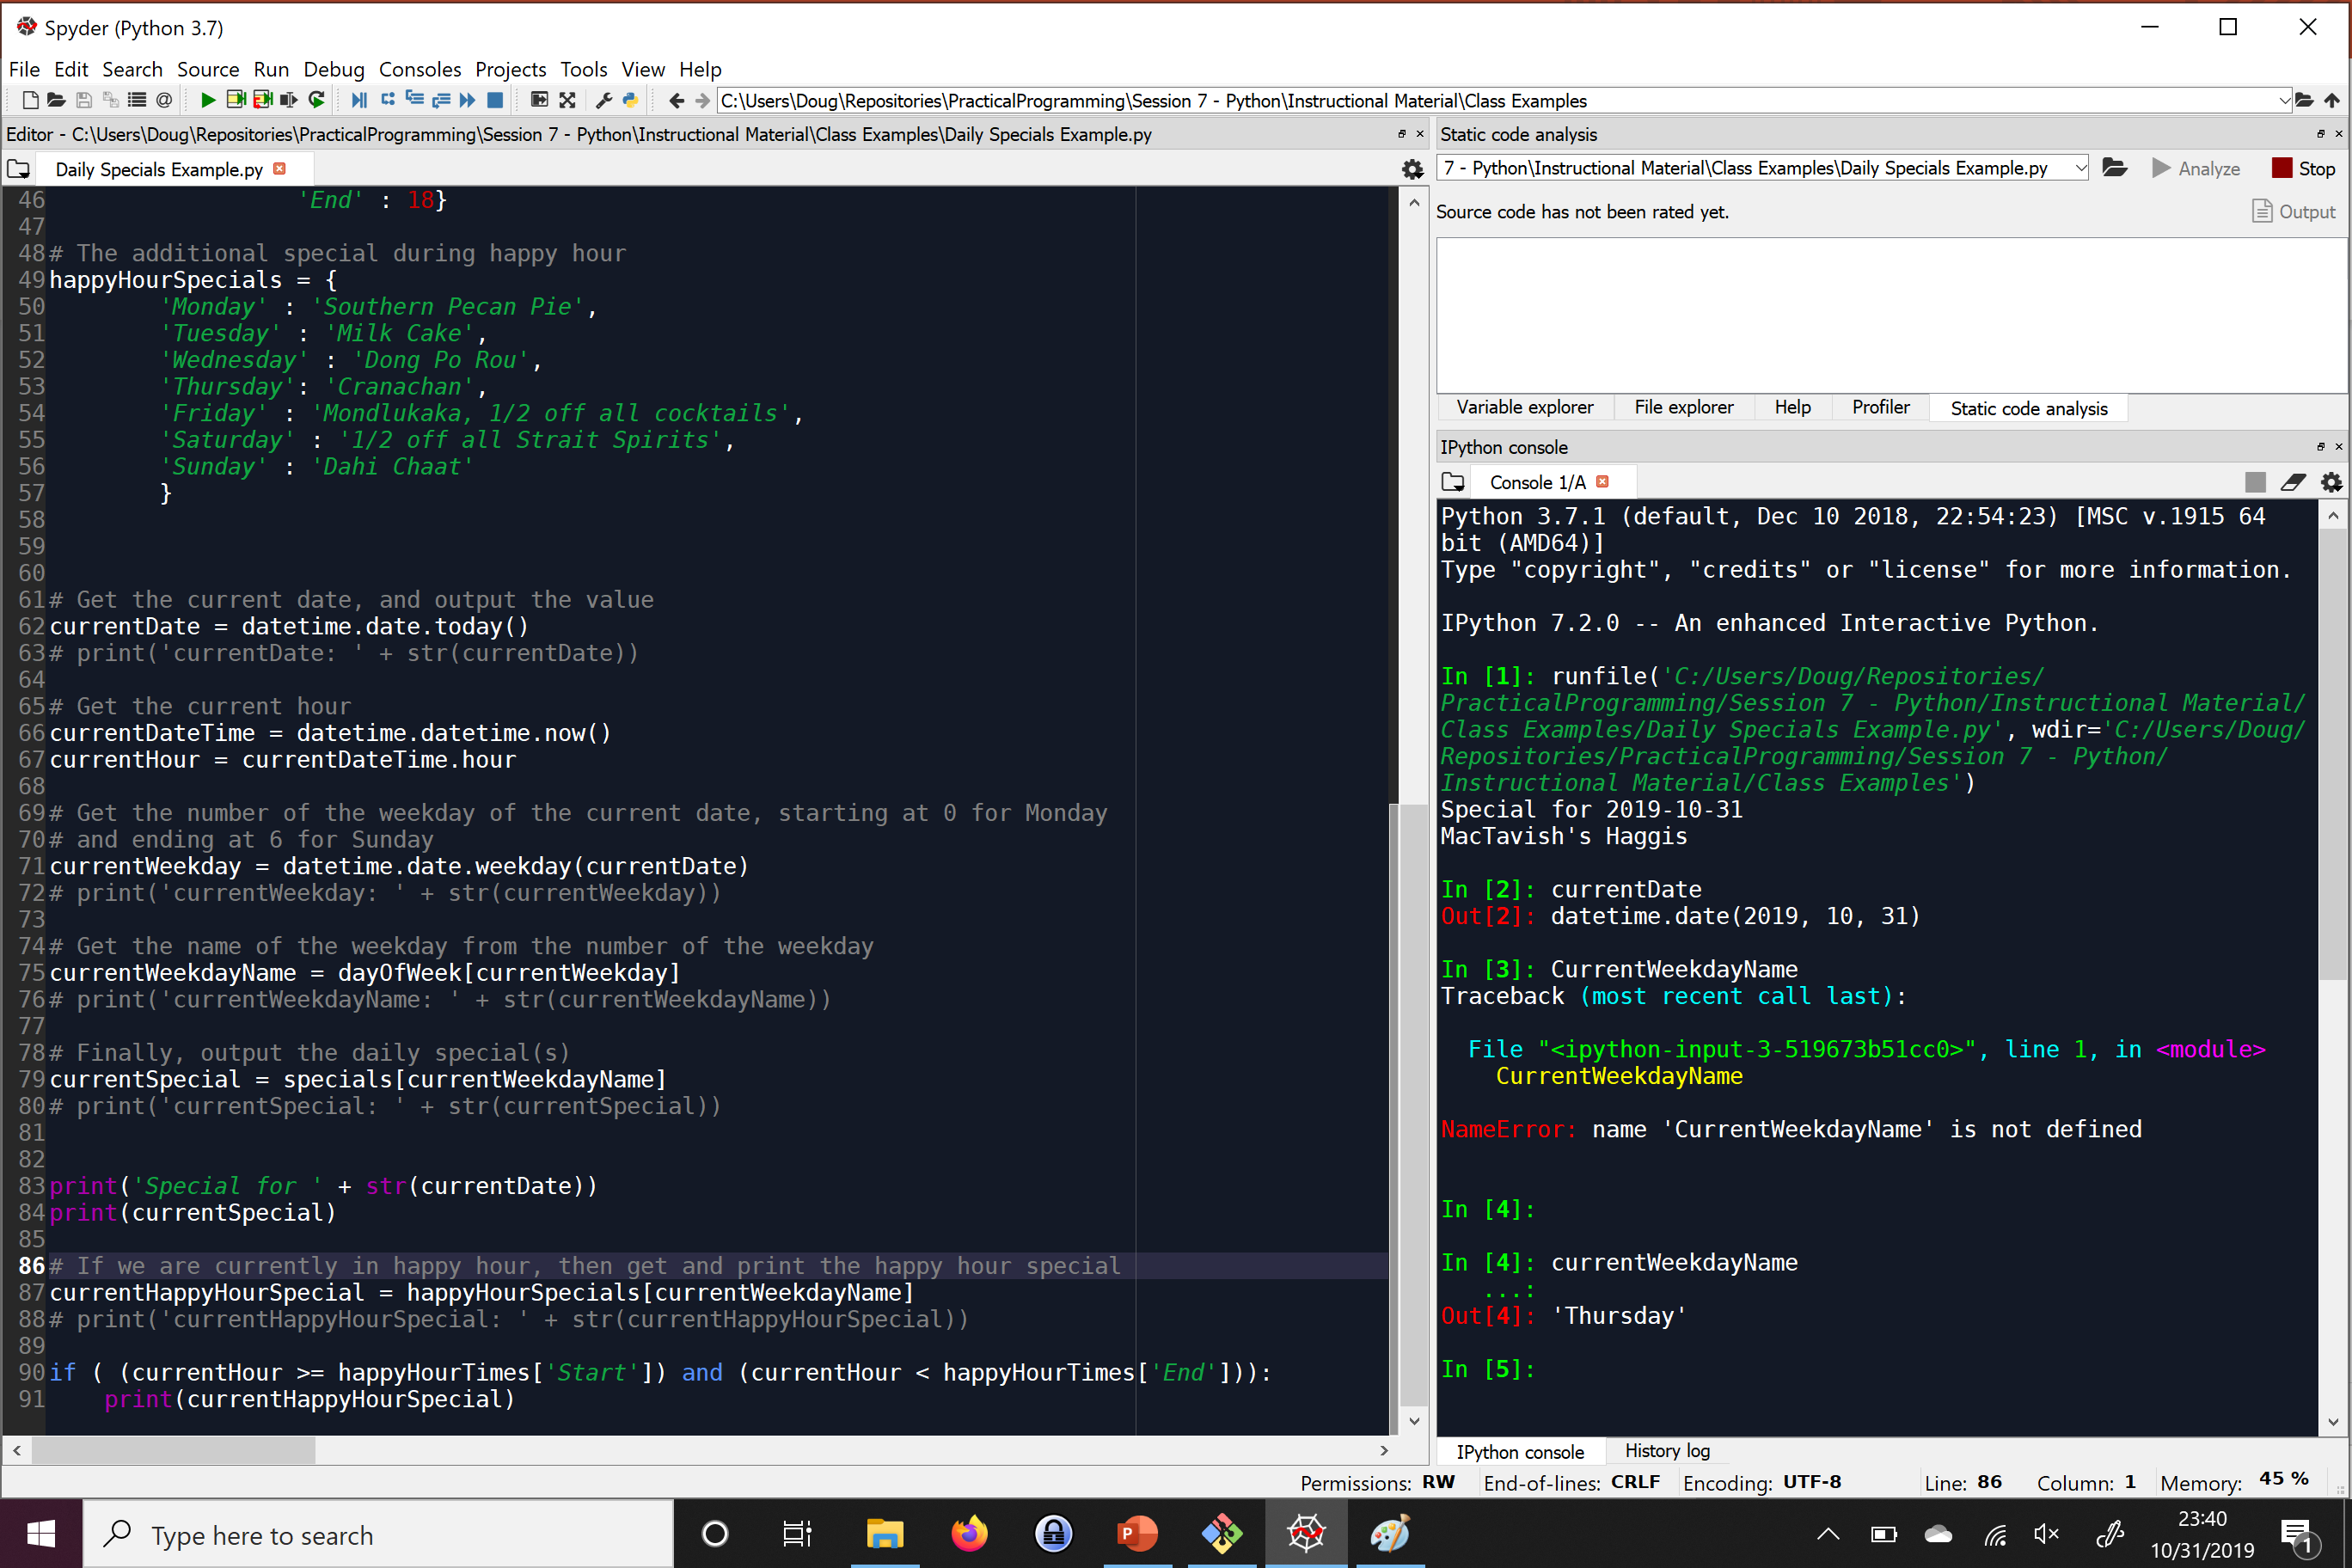 Spyder (Python 3.7)
File Edit Search Source Run Debug Consoles Projects Tools View Help
C:\Users\Doug\Repositories\PracticalProgramming\Session 7 - Python\Instructional Material\Class Examples
Editor - C:\Users\Doug\Repositories\PracticalProgramming\Session 7 - Python\Instructional Material\Class Examples\Daily Specials Example.py
Daily Specials Example.py
46                   'End' : 18}
47
48 # The additional special during happy hour
49 happyHourSpecials = {
50         'Monday' : 'Southern Pecan Pie',
51         'Tuesday' : 'Milk Cake',
52         'Wednesday' : 'Dong Po Rou',
53         'Thursday': 'Cranachan',
54         'Friday' : 'Mondlukaka, 1/2 off all cocktails',
55         'Saturday' : '1/2 off all Strait Spirits',
56         'Sunday' : 'Dahi Chaat'
57         }
58
59
60
61 # Get the current date, and output the value
62 currentDate = datetime.date.today()
63 # print('currentDate: ' + str(currentDate))
64
65 # Get the current hour
66 currentDateTime = datetime.datetime.now()
67 currentHour = currentDateTime.hour
68
69 # Get the number of the weekday of the current date, starting at 0 for Monday
70 # and ending at 6 for Sunday
71 currentWeekday = datetime.date.weekday(currentDate)
72 # print('currentWeekday: ' + str(currentWeekday))
73
74 # Get the name of the weekday from the number of the weekday
75 currentWeekdayName = dayOfWeek[currentWeekday]
76 # print('currentWeekdayName: ' + str(currentWeekdayName))
77
78 # Finally, output the daily special(s)
79 currentSpecial = specials[currentWeekdayName]
80 # print('currentSpecial: ' + str(currentSpecial))
81
82
83 print('Special for ' + str(currentDate))
84 print(currentSpecial)
85
86 # If we are currently in happy hour, then get and print the happy hour special
87 currentHappyHourSpecial = happyHourSpecials[currentWeekdayName]
88 # print('currentHappyHourSpecial: ' + str(currentHappyHourSpecial))
89
90 if ( (currentHour >= happyHourTimes['Start']) and (currentHour < happyHourTimes['End'])):
91     print(currentHappyHourSpecial)
Static code analysis
7 - Python\Instructional Material\Class Examples\Daily Specials Example.py Analyze Stop
Source code has not been rated yet. Output
Variable explorer File explorer Help Profiler Static code analysis
IPython console
Console 1/A
Python 3.7.1 (default, Dec 10 2018, 22:54:23) [MSC v.1915 64
bit (AMD64)]
Type "copyright", "credits" or "license" for more information.
IPython 7.2.0 -- An enhanced Interactive Python.
In [1]: runfile('C:/Users/Doug/Repositories/
PracticalProgramming/Session 7 - Python/Instructional Material/
Class Examples/Daily Specials Example.py', wdir='C:/Users/Doug/
Repositories/PracticalProgramming/Session 7 - Python/
Instructional Material/Class Examples')
Special for 2019-10-31
MacTavish's Haggis
In [2]: currentDate
Out[2]: datetime.date(2019, 10, 31)
In [3]: CurrentWeekdayName
Traceback (most recent call last):
File "<ipython-input-3-519673b51cc0>", line 1, in <module>
CurrentWeekdayName
NameError: name 'CurrentWeekdayName' is not defined
In [4]:
In [4]: currentWeekdayName
...:
Out[4]: 'Thursday'
In [5]:
IPython console History log
Permissions: RW End-of-lines: CRLF Encoding: UTF-8 Line: 86 Column: 1 Memory: 45 %
Type here to search
P
23:40
10/31/2019
1